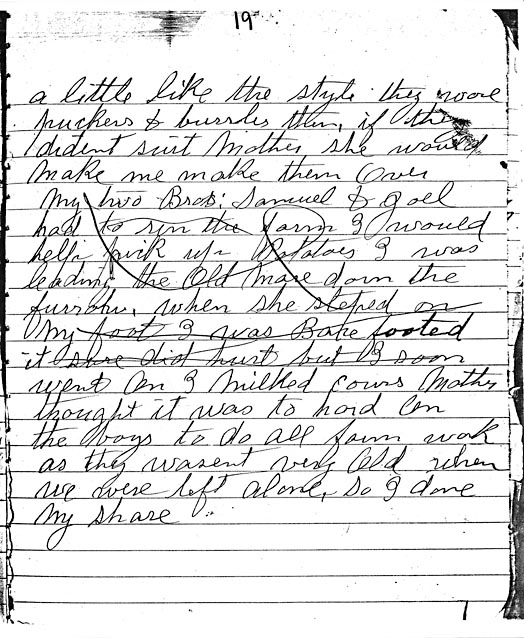 19
a little like the style they wore
puckers & bussles then, if they
dident suit Mother she would
make me make them Over
My two Bros; Samuel & Joel
had to run the farm I would
help pick up Potatoes I was
leading the Old Mare down the
furrow, when she steped on
My foot I was Bare footed
it sure did hurt but I soon
went On I Milked cows Mother
thought it was to hard On
the boys to do all farm work
as they wasent very Old when
we were left alone, so I done
My share